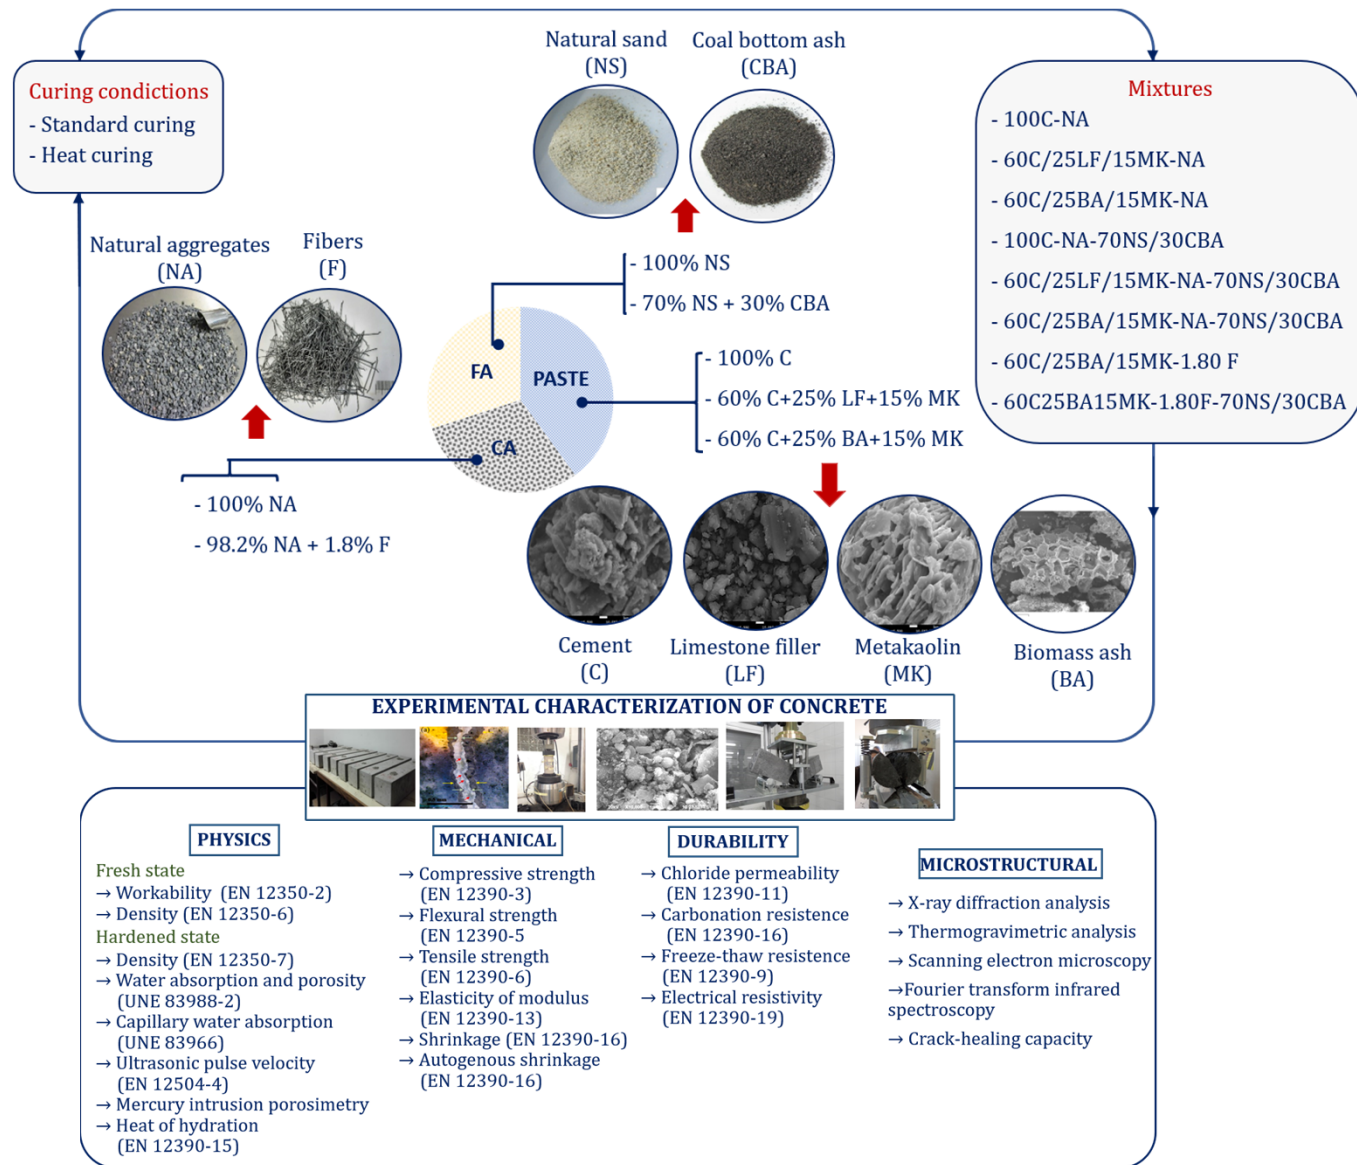 Natural sand
(NS)
Coal bottom ash
(CBA)
Curing condictions
- Standard curing
- Heat curing
Mixtures
- 100C-NA
- 60C/25LF/15MK-NA
- 60C/25BA/15MK-NA
- 100C-NA-70NS/30CBA
- 60C/25LF/15MK-NA-70NS/30CBA
- 60C/25BA/15MK-NA-70NS/30CBA
- 60C/25BA/15MK-1.80 F
- 60C25BA15MK-1.80F-70NS/30CBA
Natural aggregates
(NA)
Fibers
(F)
- 100% NS
- 70% NS + 30% CBA
FA
PASTE
CA
- 100% C
- 60% C+25% LF+15% MK
- 60% C+25% BA+15% MK
- 100% NA
- 98.2% NA + 1.8% F
Cement
(C)
Limestone filler
(LF)
Metakaolin
(MK)
Biomass ash
(BA)
EXPERIMENTAL CHARACTERIZATION OF CONCRETE
(a)
PHYSICS
Fresh state
→ Workability (EN 12350-2)
→ Density (EN 12350-6)
Hardened state
→ Density (EN 12350-7)
→ Water absorption and porosity
(UNE 83988-2)
→ Capillary water absorption
(UNE 83966)
→ Ultrasonic pulse velocity
(EN 12504-4)
→ Mercury intrusion porosimetry
→ Heat of hydration
(EN 12390-15)
MECHANICAL
→ Compressive strength
(EN 12390-3)
→ Flexural strength
(EN 12390-5
→ Tensile strength
(EN 12390-6)
→ Elasticity of modulus
(EN 12390-13)
→ Shrinkage (EN 12390-16)
→ Autogenous shrinkage
(EN 12390-16)
DURABILITY
→ Chloride permeability
(EN 12390-11)
→ Carbonation resistence
(EN 12390-16)
→ Freeze-thaw resistence
(EN 12390-9)
→ Electrical resistivity
(EN 12390-19)
MICROSTRUCTURAL
→ X-ray diffraction analysis
→ Thermogravimetric analysis
→ Scanning electron microscopy
→Fourier transform infrared
spectroscopy
→ Crack-healing capacity